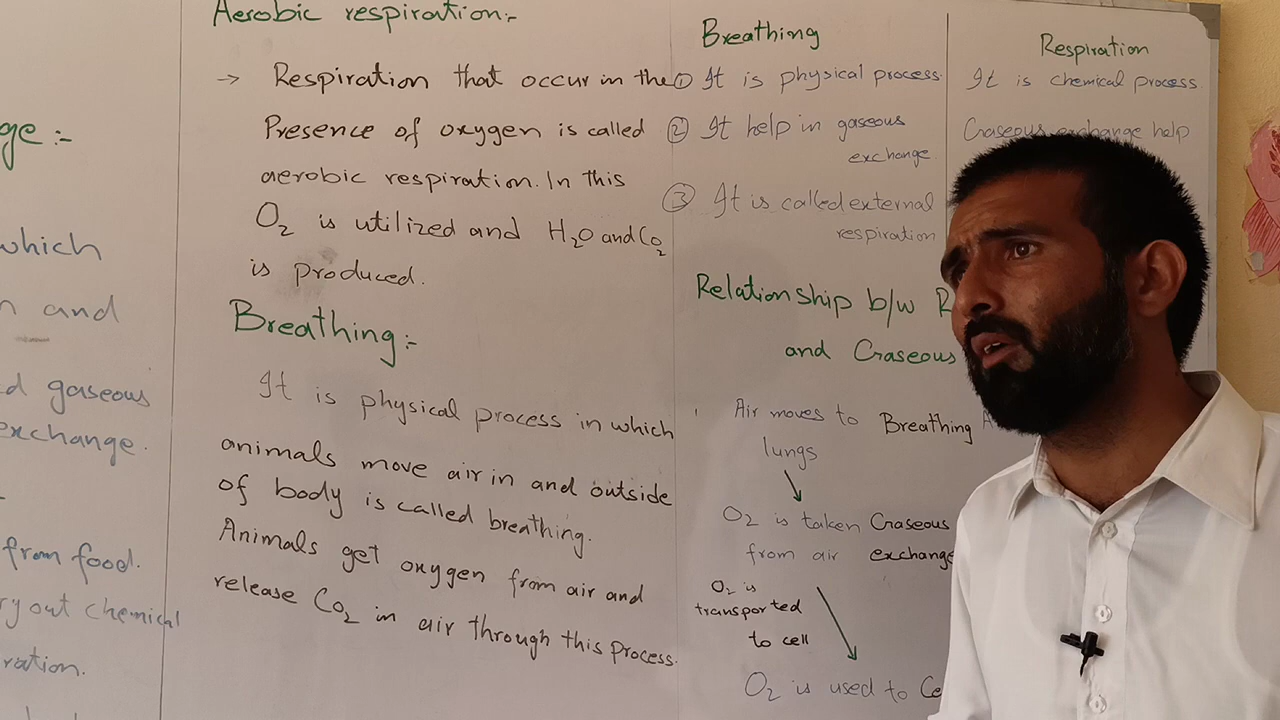 ge:-
which
n and
d gaseous
exchange.
from food.
ry out chemical
ration.
Aerobic respiration:-
→ Respiration that occur in the
Presence of oxygen is called
aerobic respiration. In this
O2 is utilized and H2O and CO2
is produced.
Breathing:-
It is physical process in which
animals move air in and outside
of body is called breathing.
Animals get oxygen from air and
release CO2 in air through this process.
Breathing
① It is physical process.
② It help in gaseous
exchange
③ It is called external
respiration
Respiration
It is chemical process.
Gaseous exchange help
Relationship b/w R
and Gaseous
Air moves to Breathing
lungs
O2 is taken Gaseous
from air exchange
O2 is
transported
to cell
O2 is used to Ce